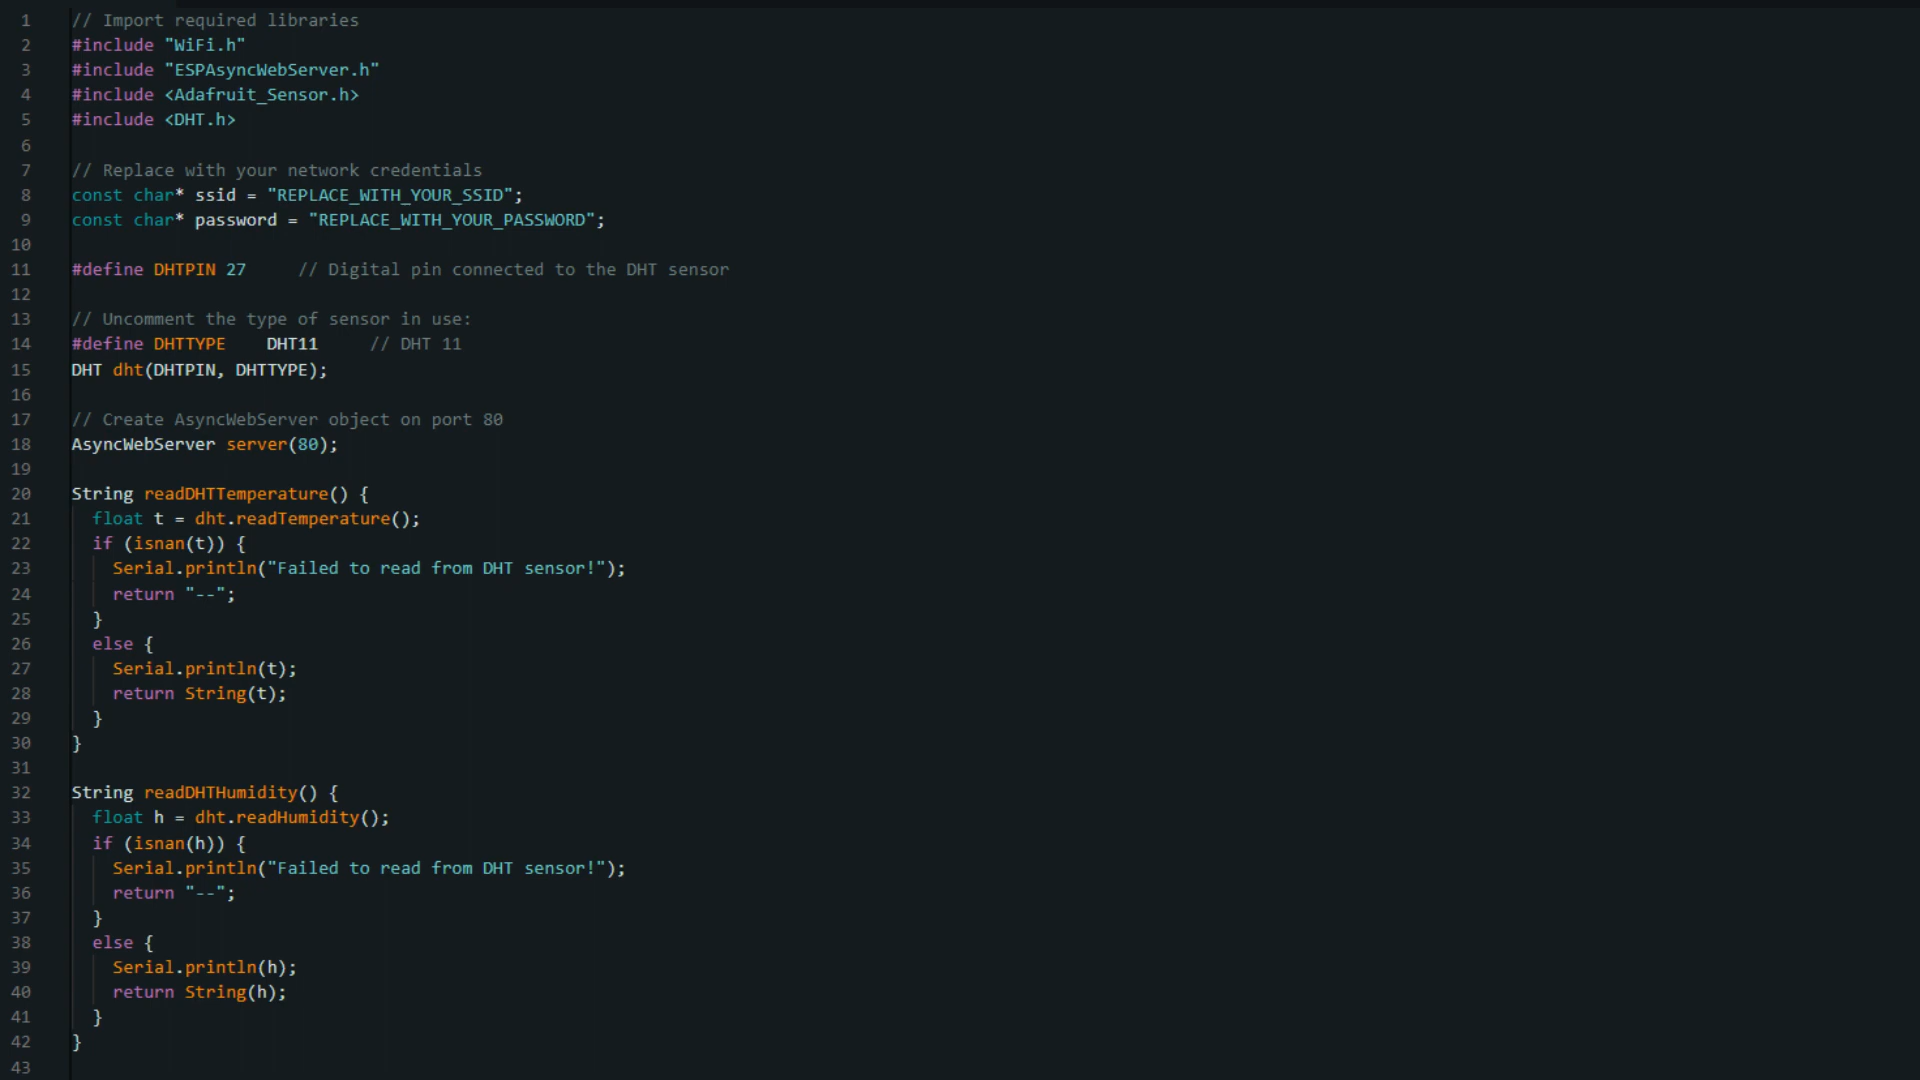 1 // Import required libraries
2 #include "WiFi.h"
3 #include "ESPAsyncWebServer.h"
4 #include <Adafruit_Sensor.h>
5 #include <DHT.h>
6
7 // Replace with your network credentials
8 const char* ssid = "REPLACE_WITH_YOUR_SSID";
9 const char* password = "REPLACE_WITH_YOUR_PASSWORD";
10
11 #define DHTPIN 27     // Digital pin connected to the DHT sensor
12
13 // Uncomment the type of sensor in use:
14 #define DHTTYPE    DHT11     // DHT 11
15 DHT dht(DHTPIN, DHTTYPE);
16
17 // Create AsyncWebServer object on port 80
18 AsyncWebServer server(80);
19
20 String readDHTTemperature() {
21   float t = dht.readTemperature();
22   if (isnan(t)) {
23     Serial.println("Failed to read from DHT sensor!");
24     return "--";
25   }
26   else {
27     Serial.println(t);
28     return String(t);
29   }
30 }
31
32 String readDHTHumidity() {
33   float h = dht.readHumidity();
34   if (isnan(h)) {
35     Serial.println("Failed to read from DHT sensor!");
36     return "--";
37   }
38   else {
39     Serial.println(h);
40     return String(h);
41   }
42 }
43